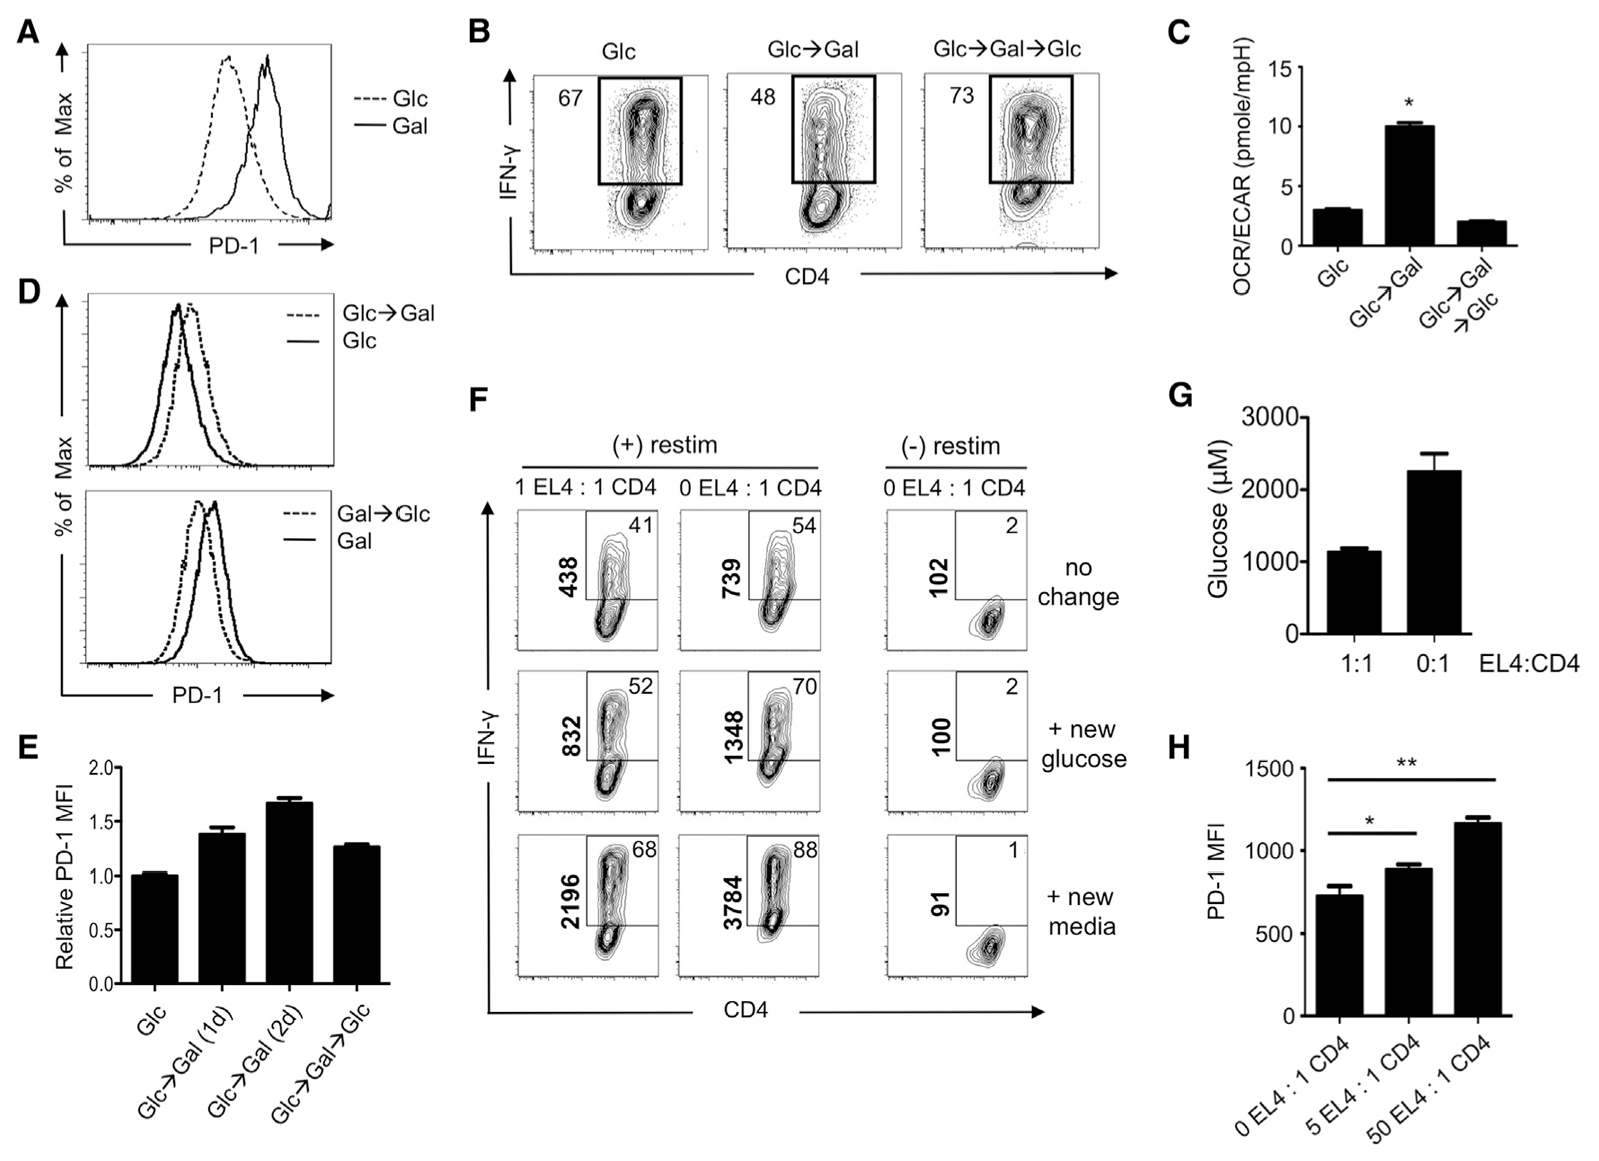 A
% of Max
Glc
Gal
PD-1
B
Glc
Glc→Gal
Glc→Gal→Glc
67
48
73
IFN-γ
CD4
C
OCR/ECAR (pmole/mpH)
15
10
5
0
*
Glc
Glc→Gal
Glc→Gal
→Glc
D
% of Max
Glc→Gal
Glc
Gal→Glc
Gal
PD-1
E
Relative PD-1 MFI
2.0
1.5
1.0
0.5
0.0
Glc
Glc→Gal (1d)
Glc→Gal (2d)
Glc→Gal→Glc
F
(+) restim
(-) restim
1 EL4 : 1 CD4
0 EL4 : 1 CD4
0 EL4 : 1 CD4
41
438
54
739
2
102
no
change
52
832
70
1348
2
100
+ new
glucose
68
2196
88
3784
1
91
+ new
media
IFN-γ
CD4
G
Glucose (µM)
3000
2000
1000
0
1:1
0:1
EL4:CD4
H
PD-1 MFI
1500
1000
500
0
**
*
0 EL4 : 1 CD4
5 EL4 : 1 CD4
50 EL4 : 1 CD4